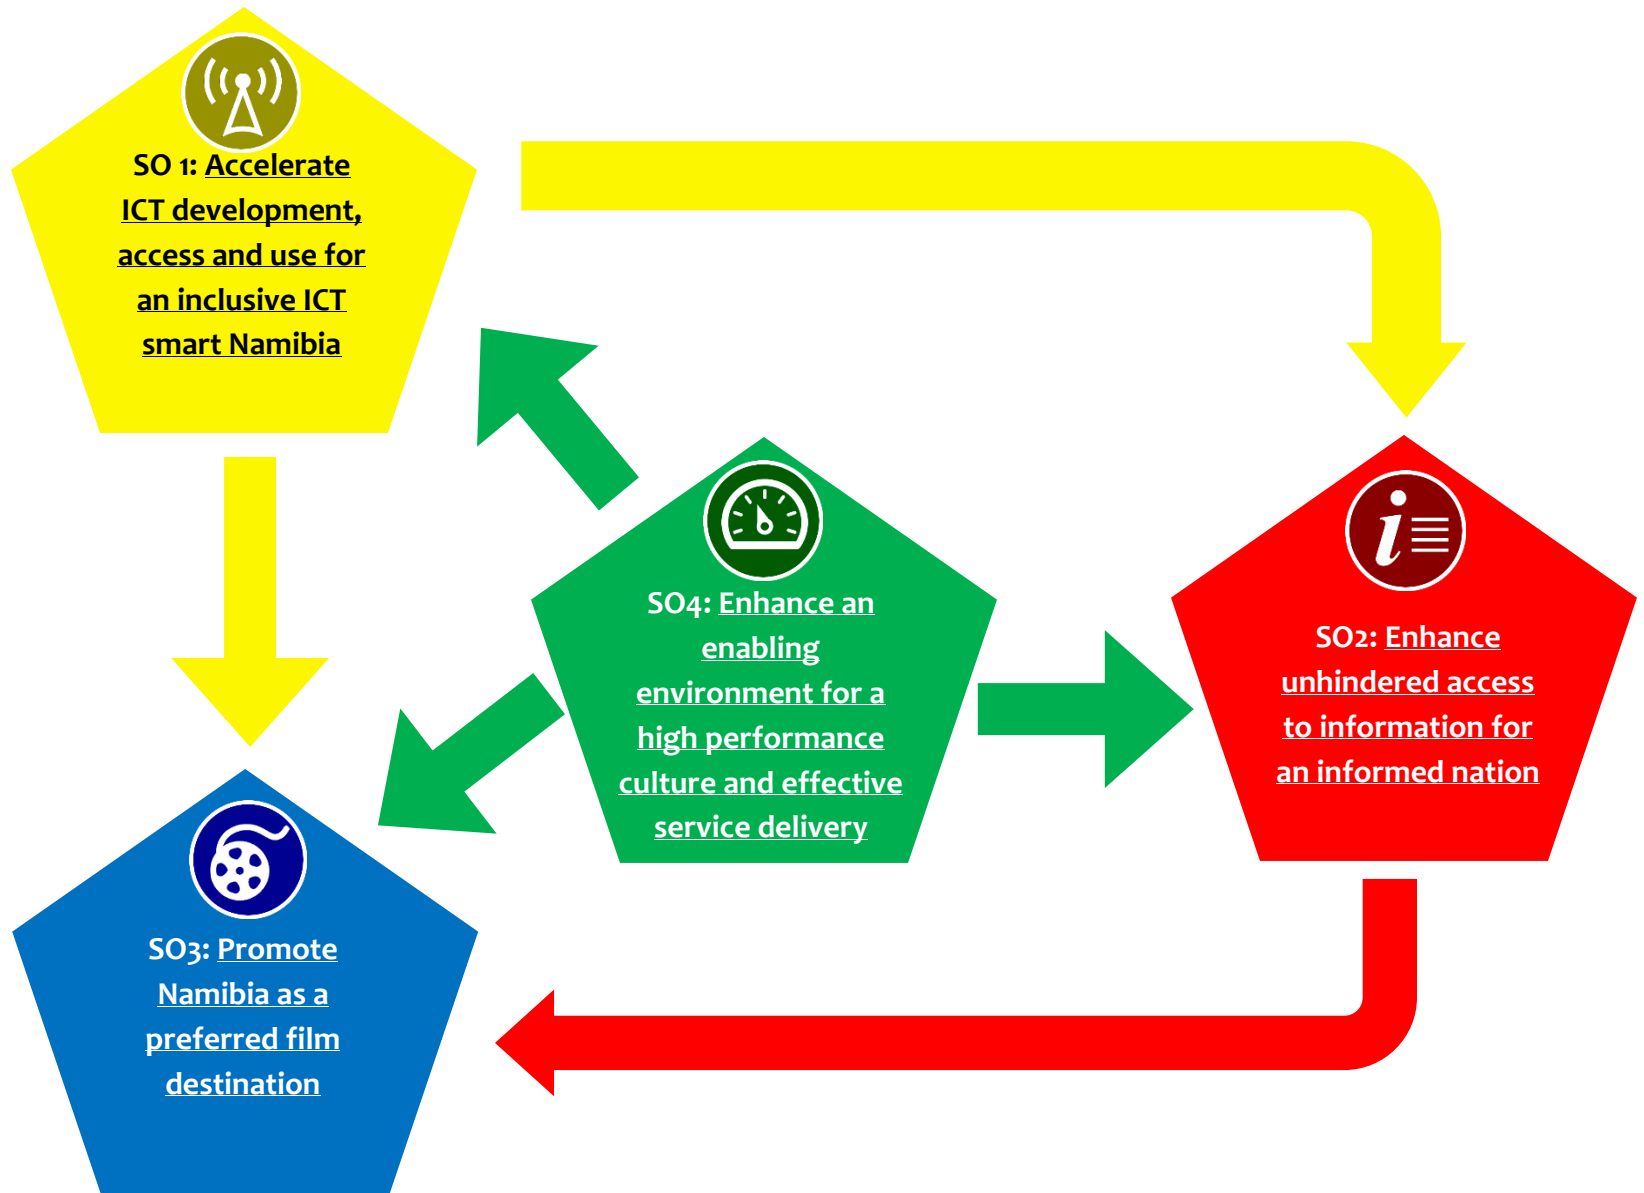 SO 1: Accelerate
ICT development,
access and use for
an inclusive ICT
smart Namibia
SO4: Enhance an
enabling
environment for a
high performance
culture and effective
service delivery
SO2: Enhance
unhindered access
to information for
an informed nation
SO3: Promote
Namibia as a
preferred film
destination